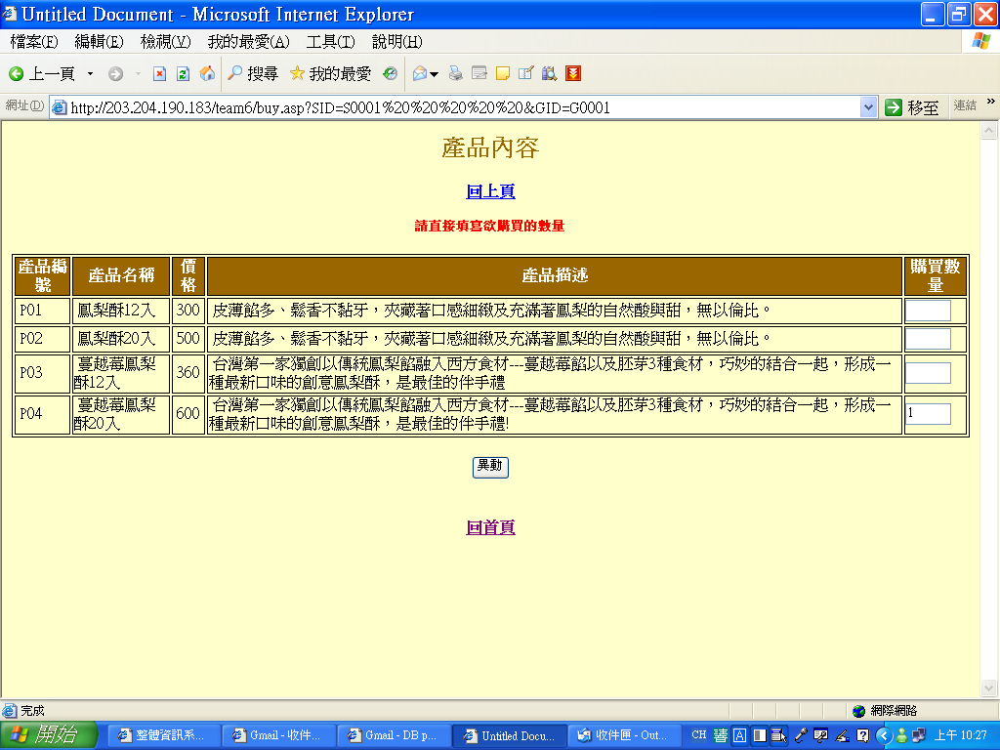 Untitled Document - Microsoft Internet Explorer
檔案(F) 編輯(E) 檢視(V) 我的最愛(A) 工具(T) 說明(H)
上一頁 搜尋 我的最愛
網址(D) http://203.204.190.183/team6/buy.asp?SID=S0001%20%20%20%20%20&GID=G0001 移至 連結 »
產品內容
回上頁
請直接填寫欲購買的數量
產品編號 產品名稱 價格 產品描述 購買數量
P01 鳳梨酥12入 300 皮薄餡多、鬆香不黏牙，夾藏著口感細緻及充滿著鳳梨的自然酸與甜，無以倫比。
P02 鳳梨酥20入 500 皮薄餡多、鬆香不黏牙，夾藏著口感細緻及充滿著鳳梨的自然酸與甜，無以倫比。
P03 蔓越莓鳳梨酥12入 360 台灣第一家獨創以傳統鳳梨餡融入西方食材---蔓越莓餡以及胚芽3種食材，巧妙的結合一起，形成一
種最新口味的創意鳳梨酥，是最佳的伴手禮
P04 蔓越莓鳳梨酥20入 600 台灣第一家獨創以傳統鳳梨餡融入西方食材---蔓越莓餡以及胚芽3種食材，巧妙的結合一起，形成一
種最新口味的創意鳳梨酥，是最佳的伴手禮! 1
異動
回首頁
完成 網際網路
開始 整體資訊系... Gmail - 收件... Gmail - DB p... Untitled Docu... 收件匣 - Out... CH A 上午 10:27